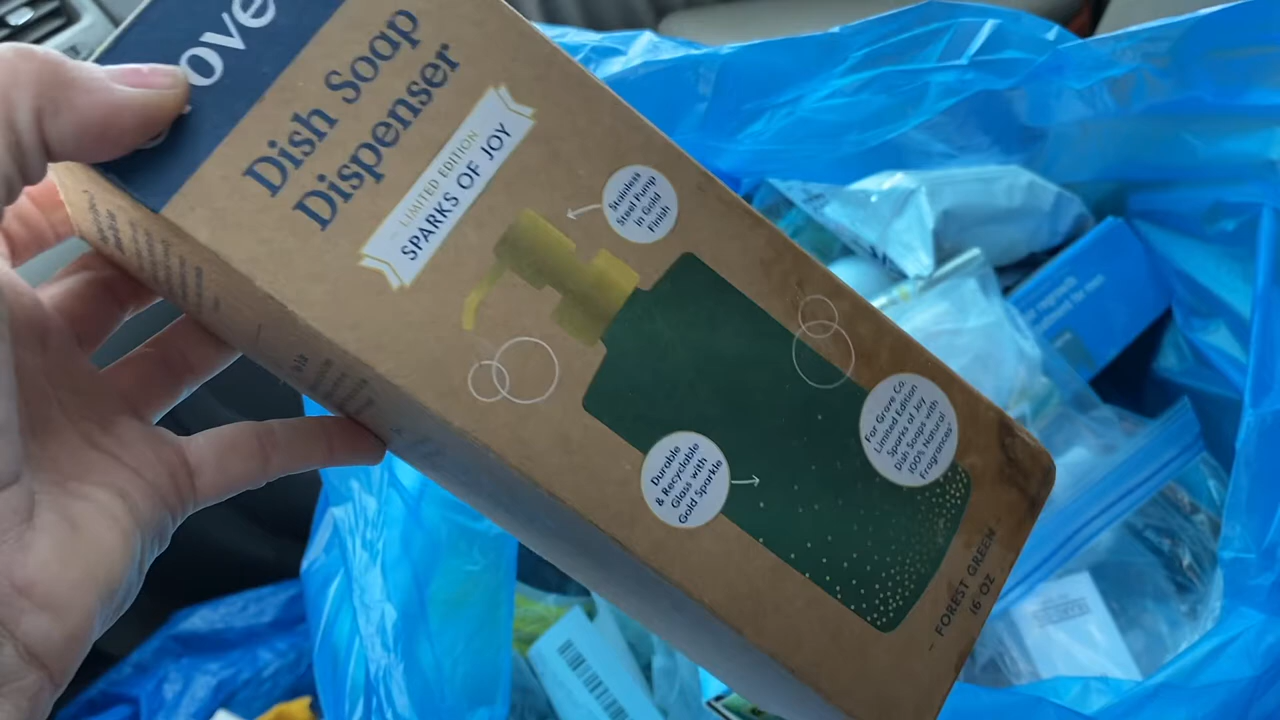 ove
Dish Soap
Dispenser
LIMITED EDITION
SPARKS OF JOY
Stainless
Steel Pump
in Gold
Finish
Durable
& Recyclable
Glass with
Gold Sparkle
For Grove Co.
Limited Edition
Sparks of Joy
Dish Soaps with
100% Natural
Fragrances*
- FOREST GREEN -
16 OZ